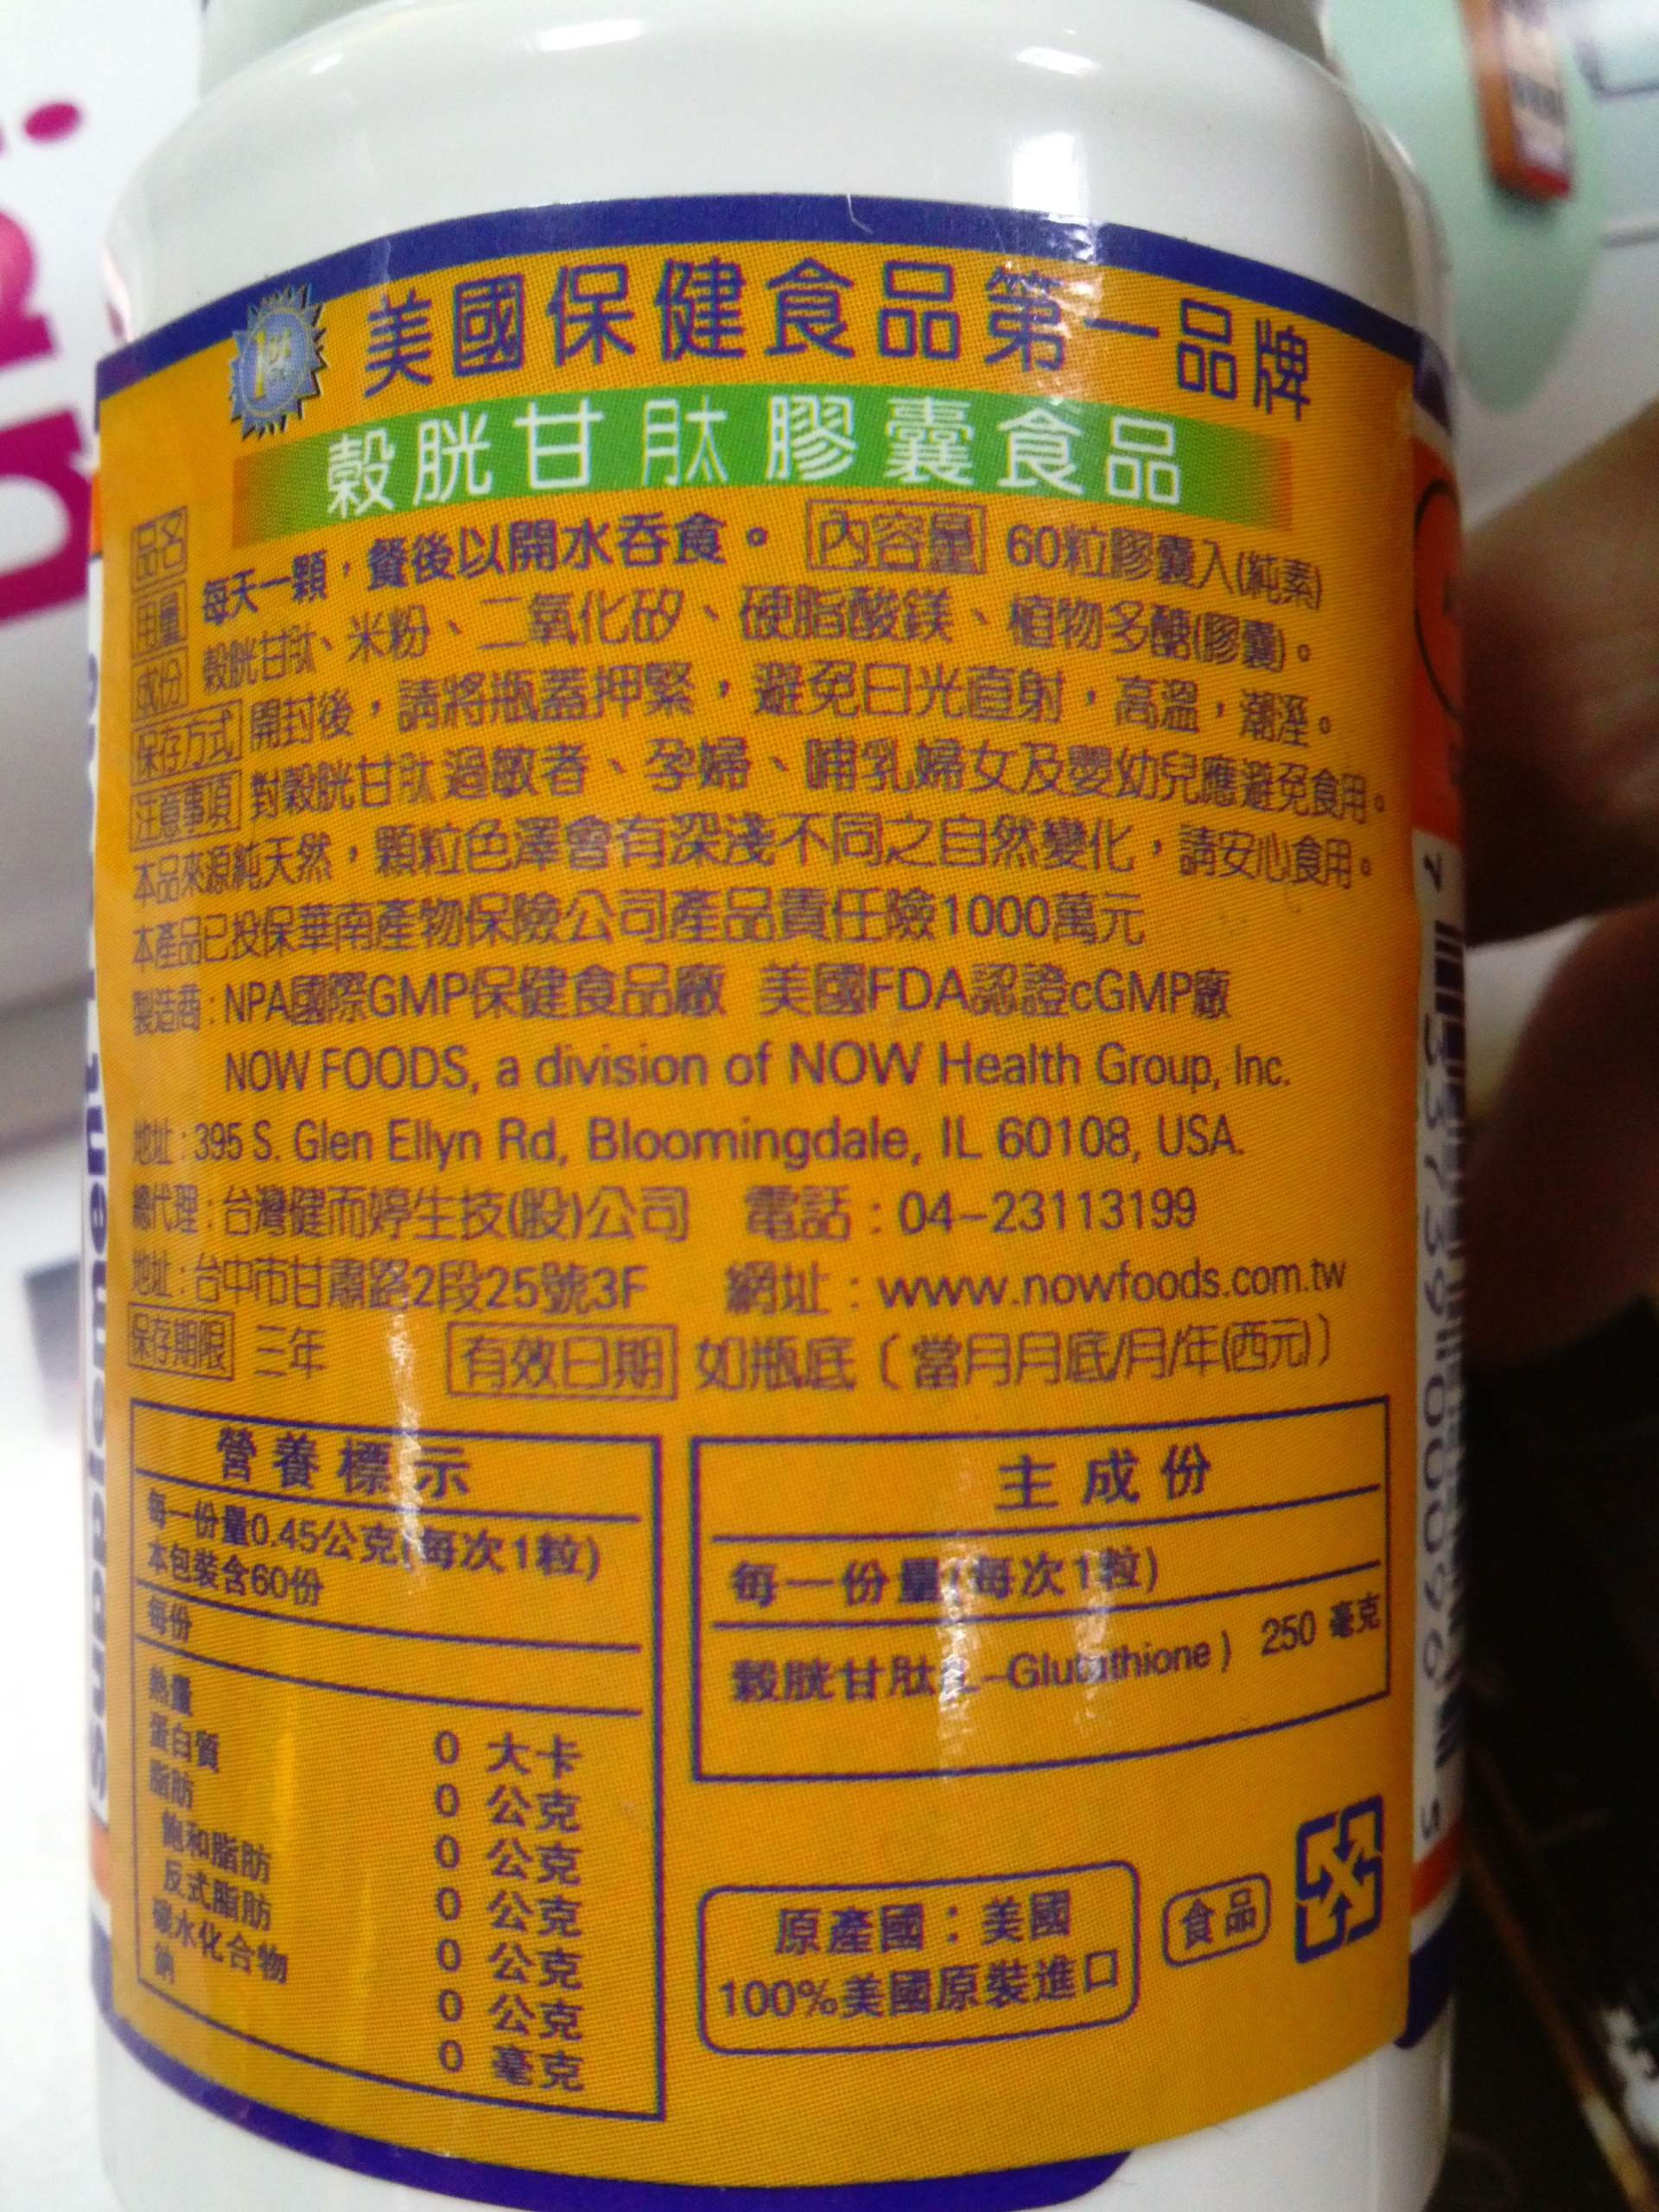 美國保健食品第一品牌
穀胱甘肽膠囊食品
品名
用量 每天一顆，餐後以開水吞食。 內容量 60粒膠囊入(純素)
成份 穀胱甘肽、米粉、二氧化矽、硬脂酸鎂、植物多醣(膠囊)。
保存方式 開封後，請將瓶蓋押緊，避免日光直射，高溫，潮溼。
注意事項 對穀胱甘肽過敏者、孕婦、哺乳婦女及嬰幼兒應避免食用。
本品來源純天然，顆粒色澤會有深淺不同之自然變化，請安心食用。
本產品已投保華南產物保險公司產品責任險1000萬元
製造商：NPA國際GMP保健食品廠 美國FDA認證cGMP廠
NOW FOODS, a division of NOW Health Group, Inc.
地址：395 S. Glen Ellyn Rd, Bloomingdale, IL 60108, USA.
總代理：台灣健而婷生技(股)公司 電話：04-23113199
地址：台中市甘肅路2段25號3F 網址：www.nowfoods.com.tw
保存期限 三年 有效日期 如瓶底（當月月底/月/年(西元)）
營養標示
每一份量0.45公克(每次1粒)
本包裝含60份
每份
熱量 0 大卡
蛋白質 0 公克
脂肪 0 公克
飽和脂肪 0 公克
反式脂肪 0 公克
碳水化合物 0 公克
鈉 0 毫克
主成份
每一份量(每次1粒)
穀胱甘肽(L-Glutathione) 250 毫克
原產國：美國
100%美國原裝進口
食品
7 33739 00096 5